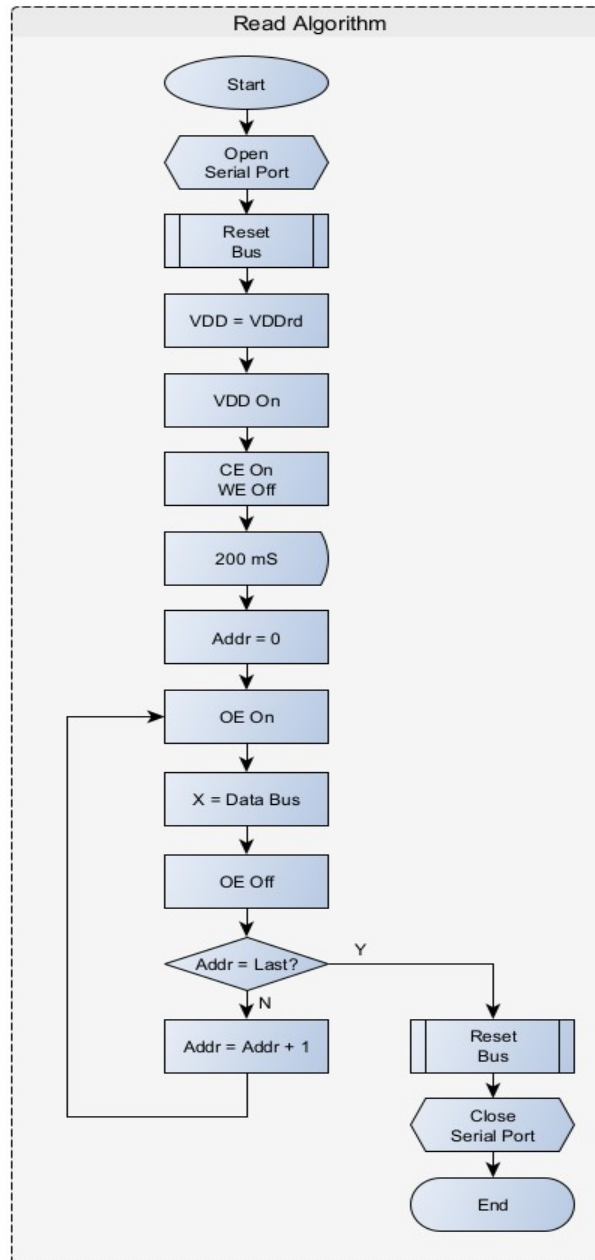 Read Algorithm
Start
Open
Serial Port
Reset
Bus
VDD = VDDrd
VDD On
CE On
WE Off
200 mS
Addr = 0
OE On
X = Data Bus
OE Off
Addr = Last?
Y
N
Addr = Addr + 1
Reset
Bus
Close
Serial Port
End